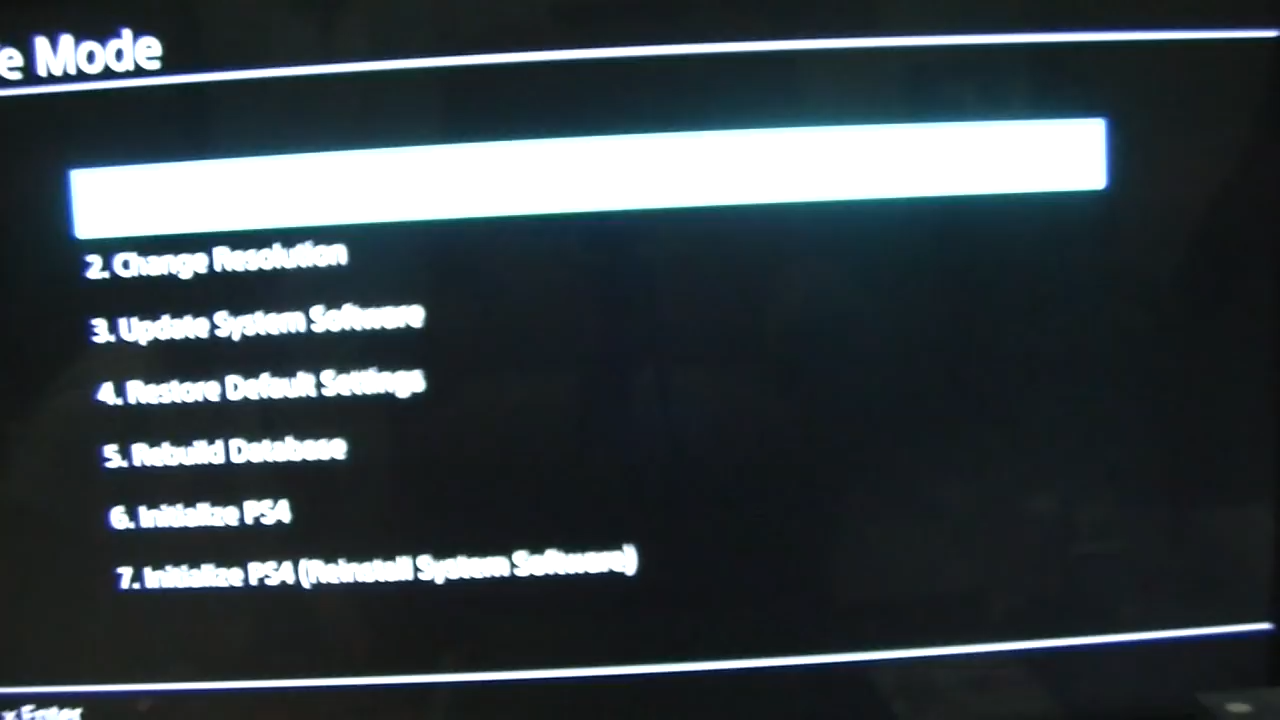 e Mode
2. Change Resolution
3. Update System Software
4. Restore Default Settings
5. Rebuild Database
6. Initialize PS4
7. Initialize PS4 (Reinstall System Software)
x Enter